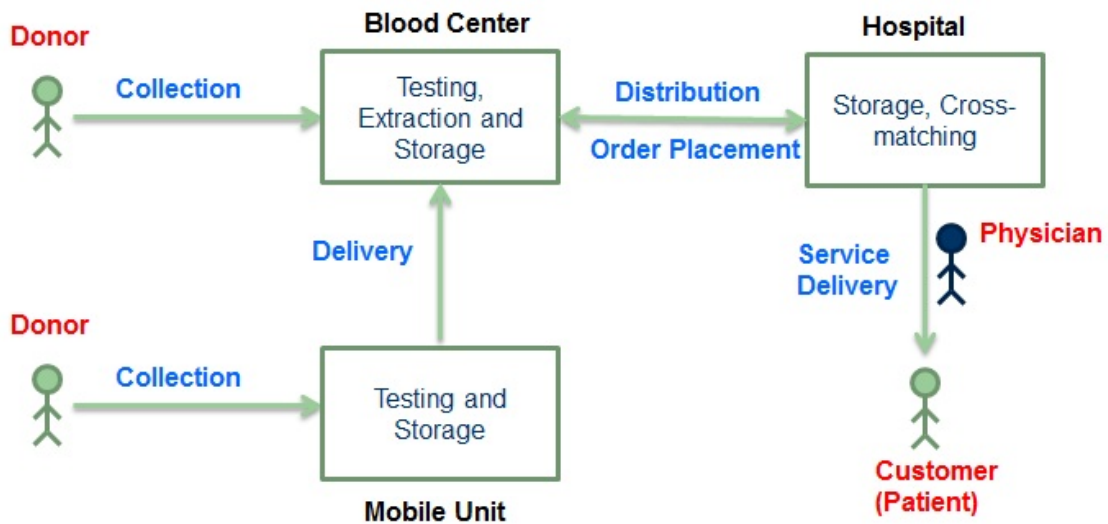 Blood Center
Hospital
Donor
Collection
Testing,
Extraction and
Storage
Distribution
Order Placement
Storage, Cross-
matching
Delivery
Service
Delivery
Physician
Donor
Collection
Testing and
Storage
Mobile Unit
Customer
(Patient)